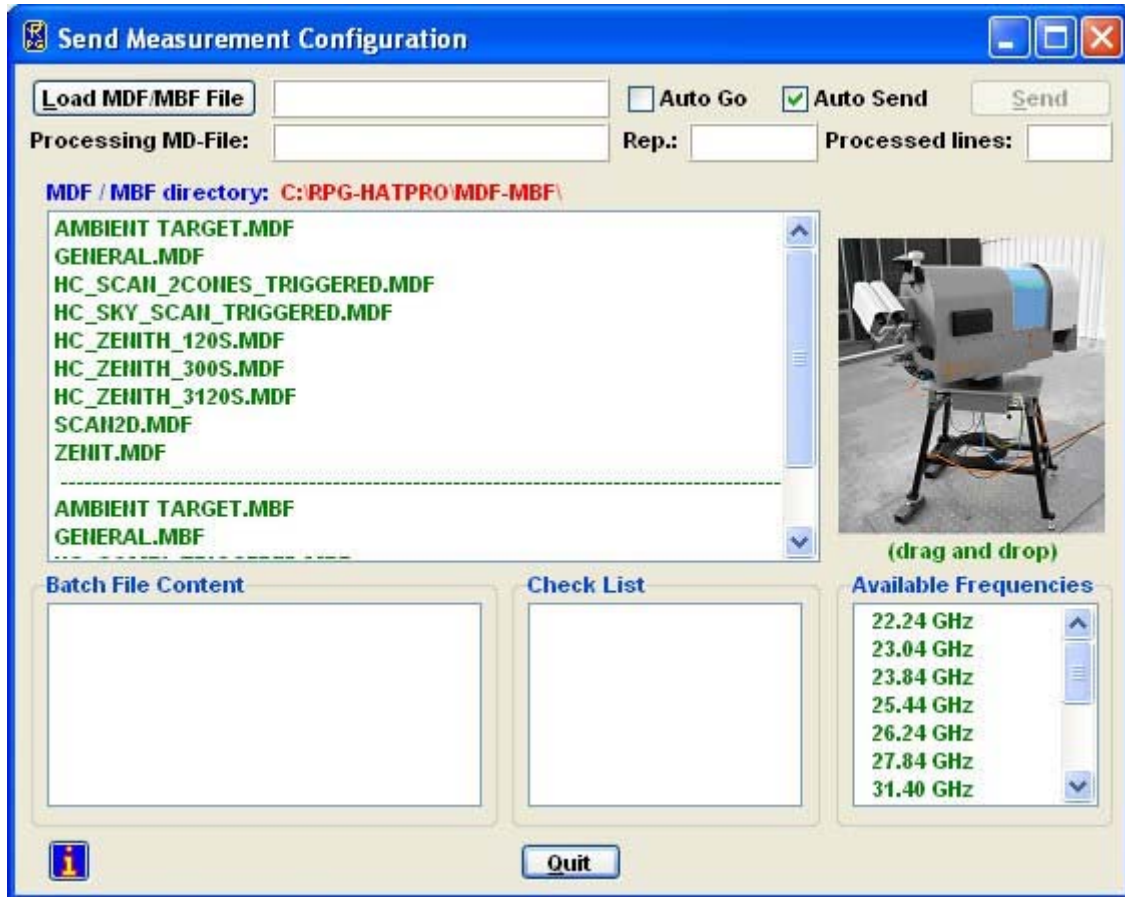 Send Measurement Configuration
Load MDF/MBF File
Auto Go
Auto Send
Send
Processing MD-File:
Rep.:
Processed lines:
MDF / MBF directory: C:\RPG-HATPRO\MDF-MBF\
AMBIENT TARGET.MDF
GENERAL.MDF
HC_SCAN_2CONES_TRIGGERED.MDF
HC_SKY_SCAN_TRIGGERED.MDF
HC_ZENITH_120S.MDF
HC_ZENITH_300S.MDF
HC_ZENITH_3120S.MDF
SCAN2D.MDF
ZENIT.MDF
AMBIENT TARGET.MBF
GENERAL.MBF
(drag and drop)
Batch File Content
Check List
Available Frequencies
22.24 GHz
23.04 GHz
23.84 GHz
25.44 GHz
26.24 GHz
27.84 GHz
31.40 GHz
i
Quit